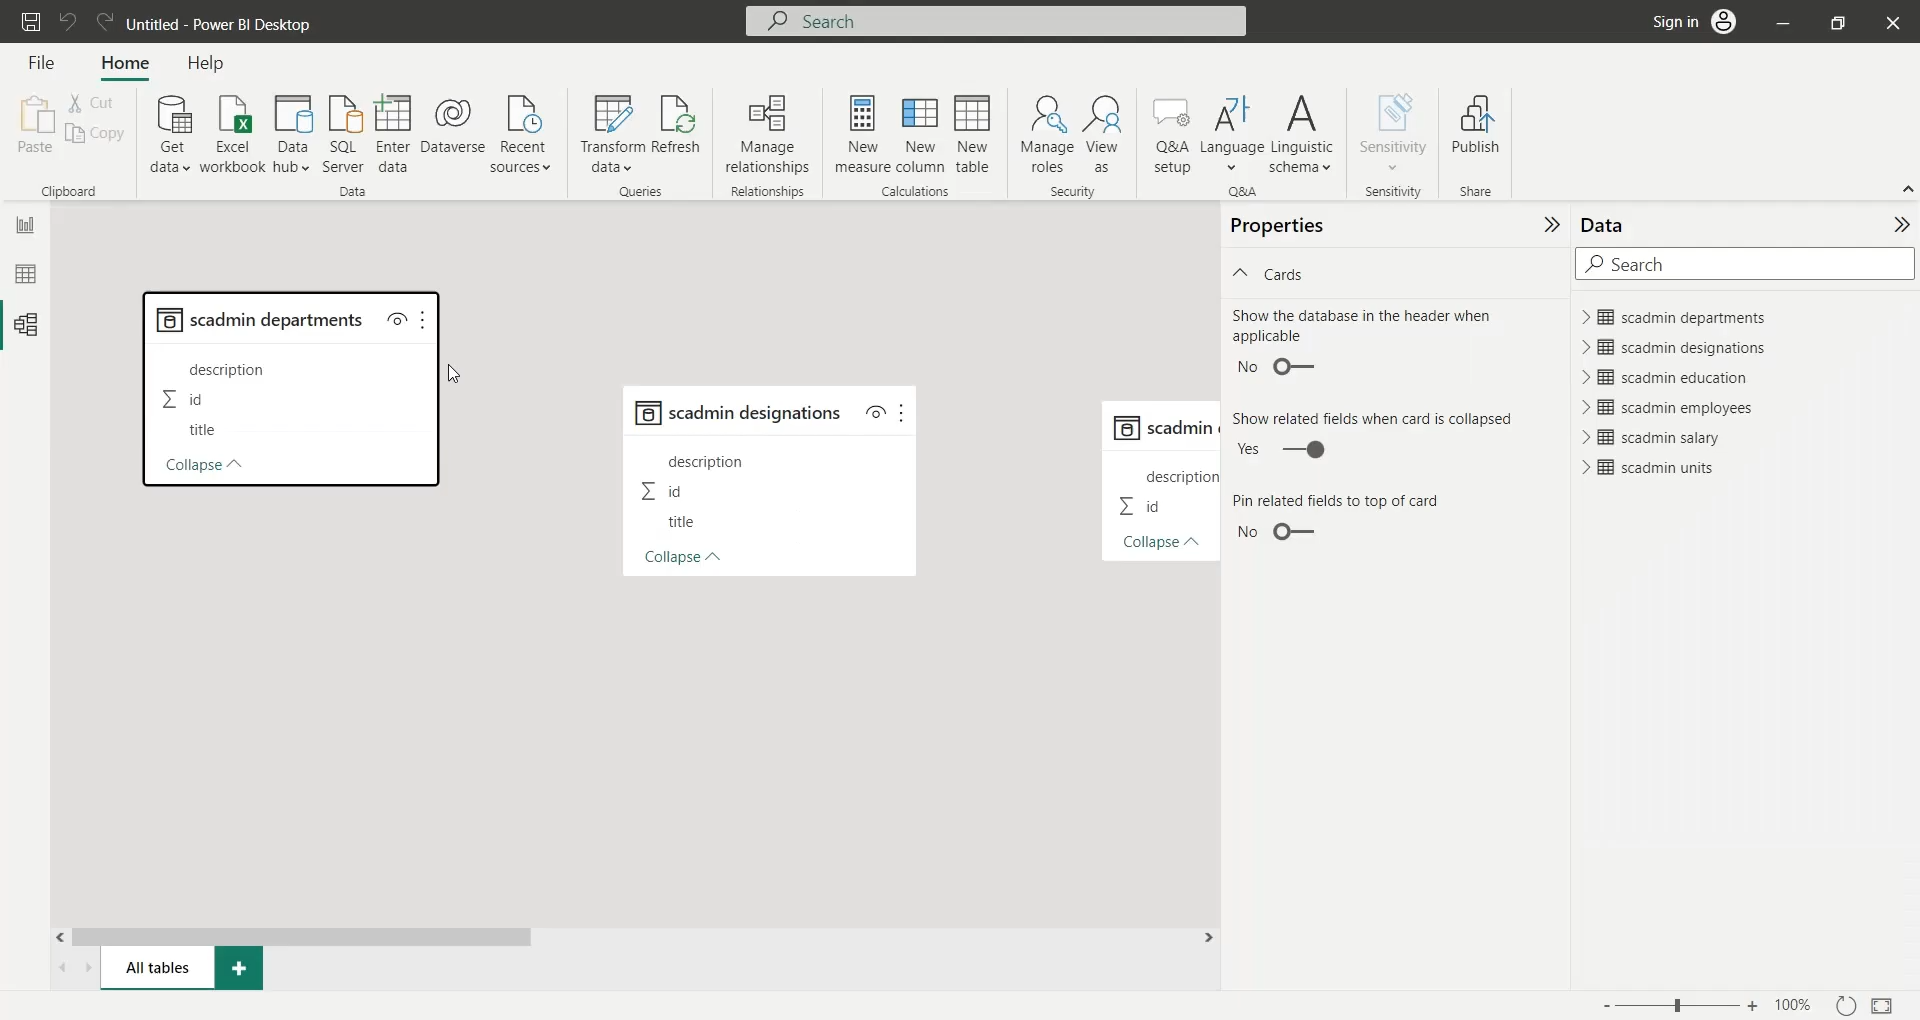 Untitled - Power BI Desktop
Search
Sign in
File
Home
Help
Paste
Cut
Copy
Clipboard
Get data
Excel workbook
Data hub
SQL Server
Enter data
Dataverse
Recent sources
Data
Transform data
Refresh
Queries
Manage relationships
Relationships
New measure
New column
New table
Calculations
Manage roles
View as
Security
Q&A setup
Language
Linguistic schema
Q&A
Sensitivity
Sensitivity
Publish
Share
scadmin departments
description
id
title
Collapse
scadmin designations
description
id
title
Collapse
scadmin
description
id
Collapse
Properties
Cards
Show the database in the header when
applicable
No
Show related fields when card is collapsed
Yes
Pin related fields to top of card
No
Data
Search
scadmin departments
scadmin designations
scadmin education
scadmin employees
scadmin salary
scadmin units
All tables
100%